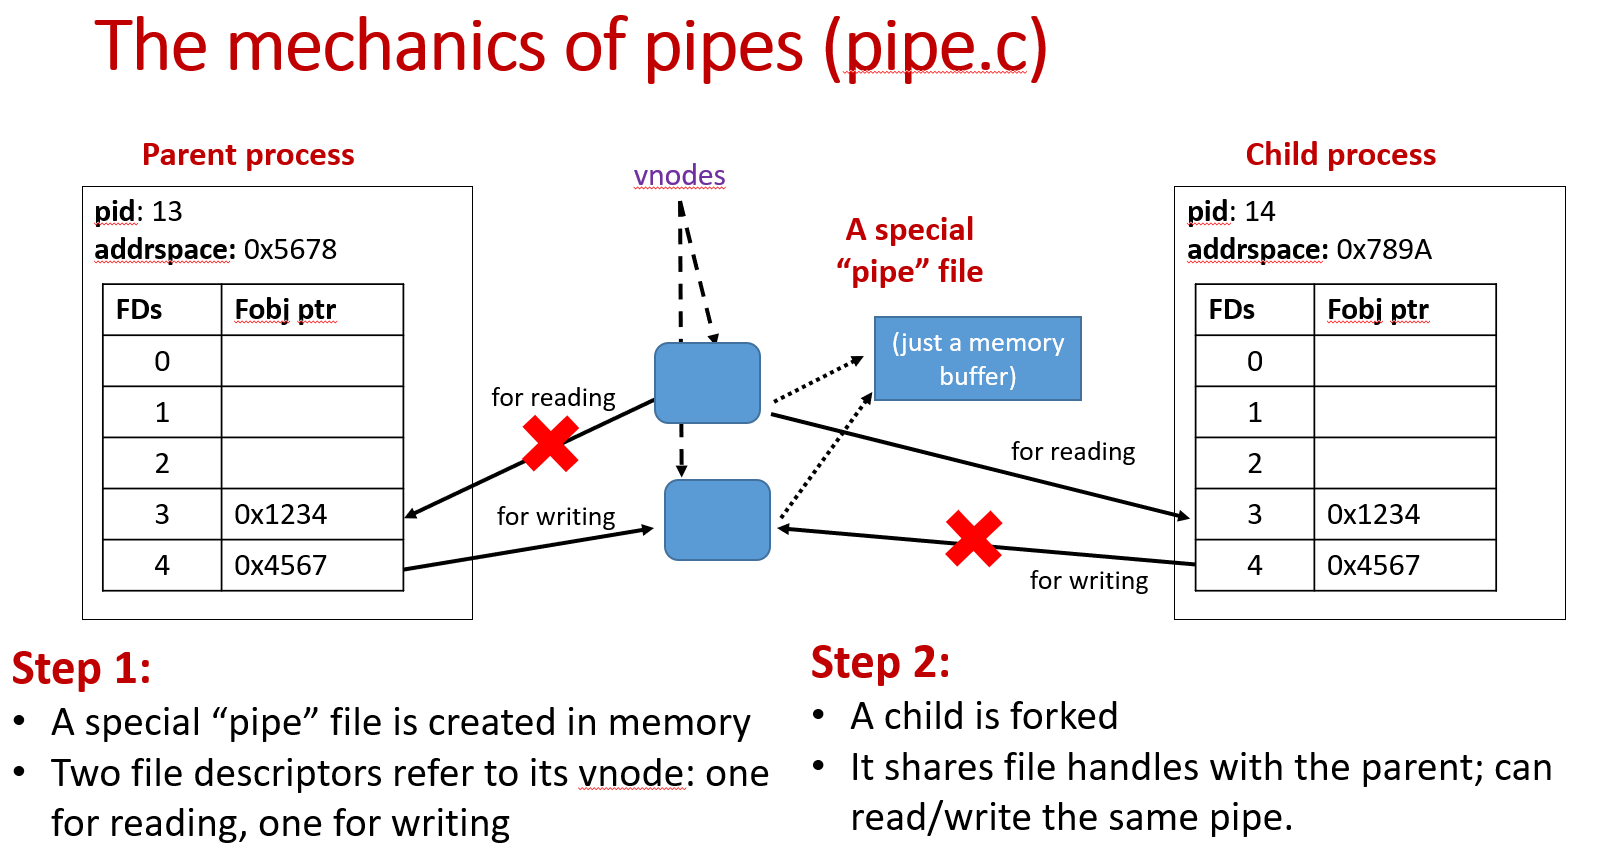 The mechanics of pipes (pipe.c)
Parent process
pid: 13
addrspace: 0x5678
FDs Fobj ptr
0
1
2
3 0x1234
4 0x4567
vnodes
A special
“pipe” file
(just a memory
buffer)
for reading
for writing
for reading
for writing
Child process
pid: 14
addrspace: 0x789A
FDs Fobj ptr
0
1
2
3 0x1234
4 0x4567
Step 1:
• A special “pipe” file is created in memory
• Two file descriptors refer to its vnode: one
for reading, one for writing
Step 2:
• A child is forked
• It shares file handles with the parent; can
read/write the same pipe.